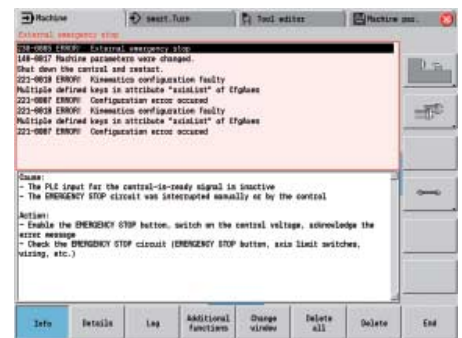 Machine
smart.Turn
Tool editor
Machine par.
External emergency stop
230-0005 ERROR! External emergency stop
140-0017 Machine parameters were changed.
Shut down the control and restart.
221-0018 ERROR! Kinematics configuration faulty
Multiple defined keys in attribute "axisList" of CfgAxes
221-0007 ERROR! Configuration error occured
221-0018 ERROR! Kinematics configuration faulty
Multiple defined keys in attribute "axisList" of CfgAxes
221-0007 ERROR! Configuration error occured
Cause:
- The PLC input for the control-is-ready signal is inactive
- The EMERGENCY STOP circuit was interrupted manually or by the control
Action:
- Enable the EMERGENCY STOP button, switch on the control voltage, acknowledge the
error message
- Check the EMERGENCY STOP circuit (EMERGENCY STOP button, axis limit switches,
wiring, etc.)
Info
Details
Log
Additional
functions
Change
window
Delete
all
Delete
End